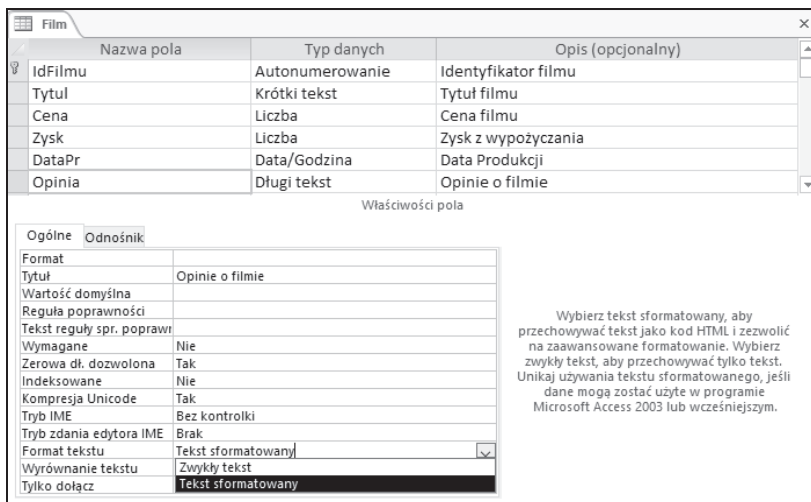 Film
Nazwa pola Typ danych Opis (opcjonalny)
IdFilmu Autonumerowanie Identyfikator filmu
Tytul Krótki tekst Tytuł filmu
Cena Liczba Cena filmu
Zysk Liczba Zysk z wypożyczania
DataPr Data/Godzina Data Produkcji
Opinia Długi tekst Opinie o filmie
Właściwości pola
Ogólne Odnośnik
Format
Tytuł Opinie o filmie
Wartość domyślna
Reguła poprawności
Tekst reguły spr. poprawr
Wymagane Nie
Zerowa dł. dozwolona Tak
Indeksowane Nie
Kompresja Unicode Tak
Tryb IME Bez kontrolki
Tryb zdania edytora IME Brak
Format tekstu Tekst sformatowany
Wyrównanie tekstu Zwykły tekst
Tylko dołącz Tekst sformatowany
Wybierz tekst sformatowany, aby
przechowywać tekst jako kod HTML i zezwolić
na zaawansowane formatowanie. Wybierz
zwykły tekst, aby przechowywać tylko tekst.
Unikaj używania tekstu sformatowanego, jeśli
dane mogą zostać użyte w programie
Microsoft Access 2003 lub wcześniejszym.